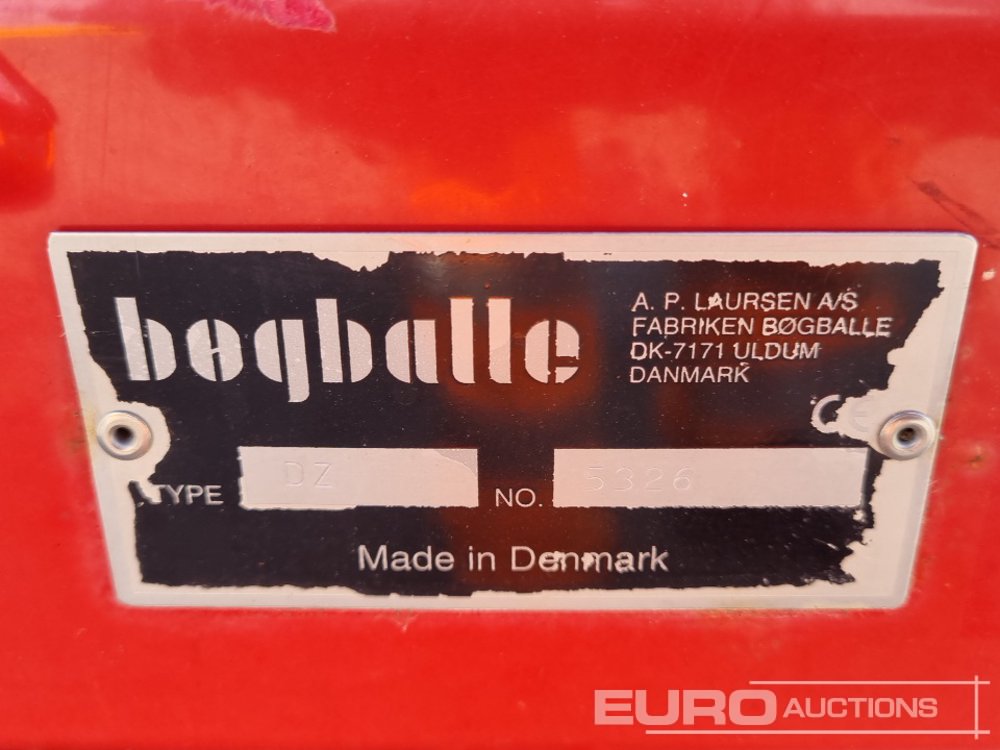 bøgballe
A. P. LAURSEN A/S
FABRIKEN BØGBALLE
DK-7171 ULDUM
DANMARK
CE
TYPE DZ NO. 5326
Made in Denmark
EURO AUCTIONS